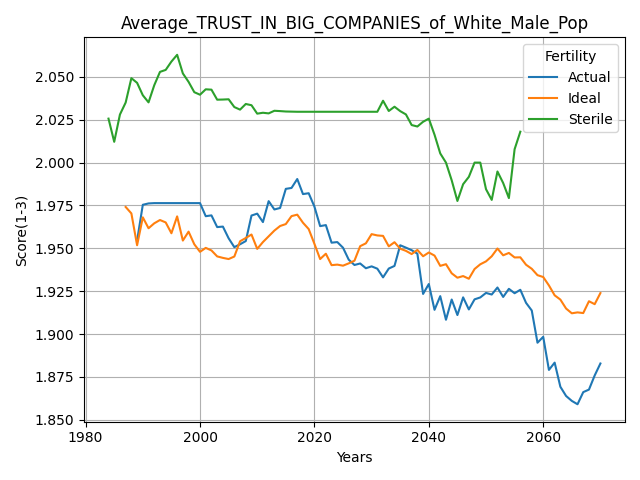 Average_TRUST_IN_BIG_COMPANIES_of_White_Male_Pop
Fertility
Actual
Ideal
Sterile
Score(1-3)
2.050
2.025
2.000
1.975
1.950
1.925
1.900
1.875
1.850
1980 2000 2020 2040 2060
Years